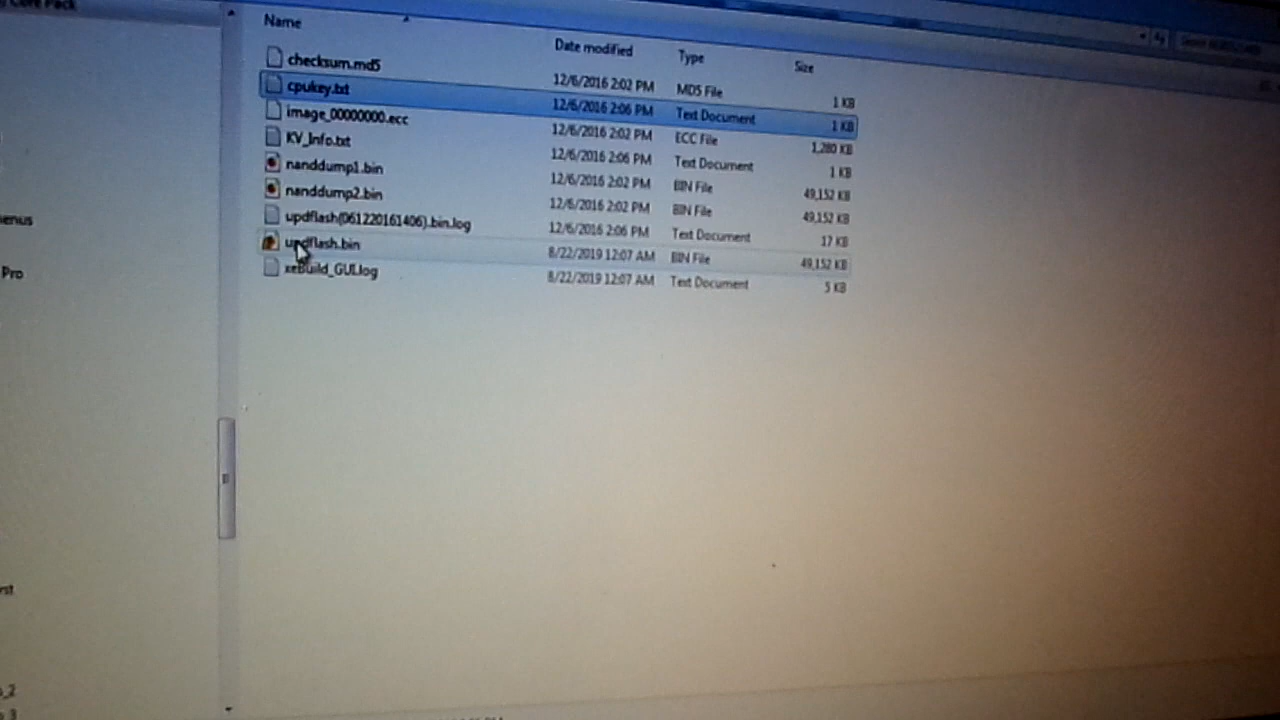 Core Pack
Name Date modified Type Size
checksum.md5 12/6/2016 2:02 PM MD5 File 1 KB
cpukey.txt 12/6/2016 2:06 PM Text Document 1 KB
image_00000000.ecc 12/6/2016 2:02 PM ECC File 1,280 KB
KV_Info.txt 12/6/2016 2:06 PM Text Document 1 KB
nanddump1.bin 12/6/2016 2:02 PM BIN File 49,152 KB
nanddump2.bin 12/6/2016 2:02 PM BIN File 49,152 KB
updflash(061220161406).bin.log 12/6/2016 2:06 PM Text Document 17 KB
updflash.bin 8/22/2019 12:07 AM BIN File 49,152 KB
xeBuild_GUI.log 8/22/2019 12:07 AM Text Document 5 KB
enus
Pro
rst
_2
_3